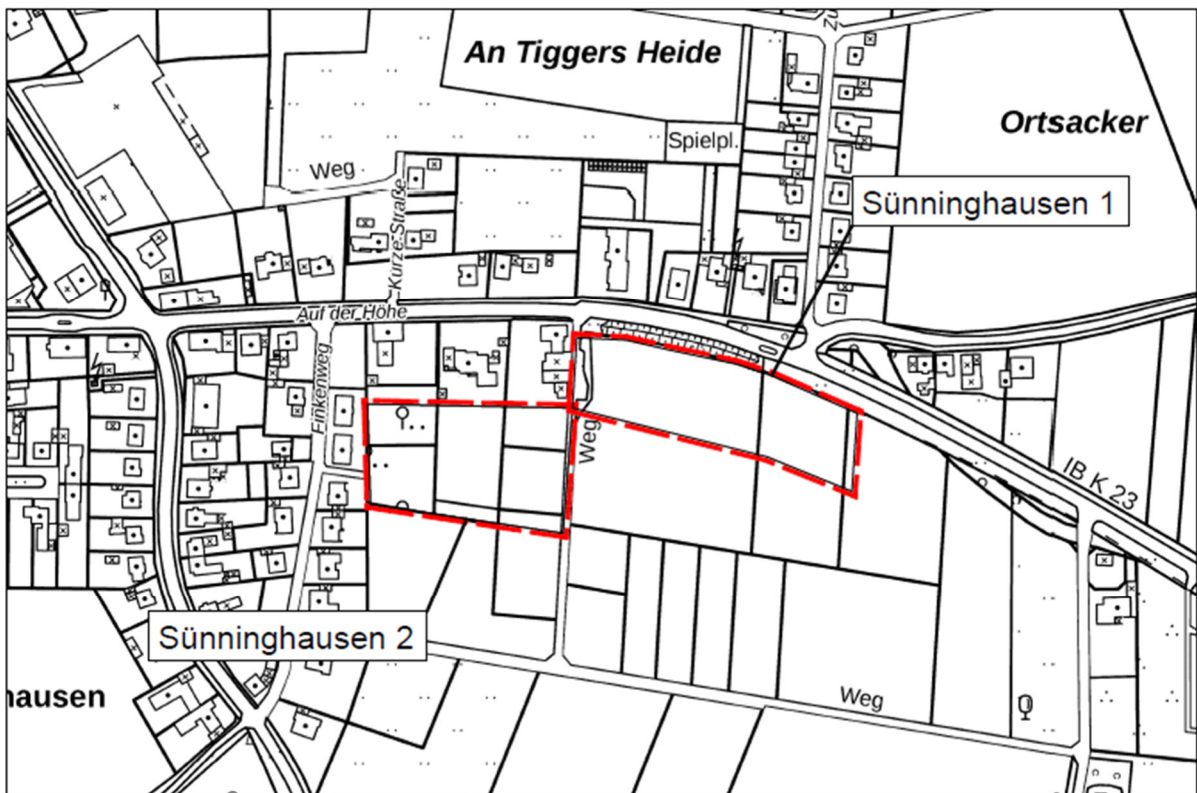 An Tiggers Heide
Ortsacker
Spielpl.
Weg
Kurze Straße
Sünninghausen 1
Auf der Höhe
Finkenweg
Weg
IB K 23
Sünninghausen 2
hausen
Weg